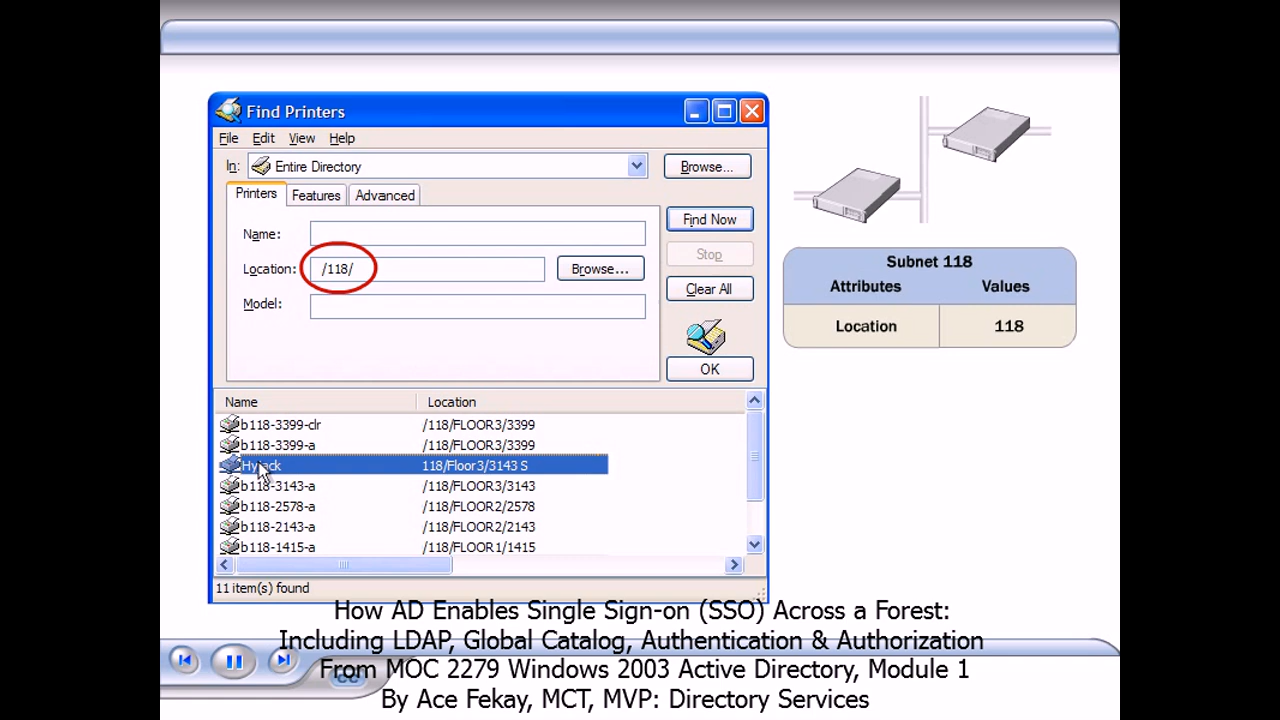 Find Printers
File Edit View Help
In: Entire Directory Browse...
Printers Features Advanced
Name:
Find Now
Location: /118/ Browse...
Stop
Model:
Clear All
OK
Name Location
b118-3399-clr /118/FLOOR3/3399
b118-3399-a /118/FLOOR3/3399
118/Floor3/3143 S
b118-3143-a /118/FLOOR3/3143
b118-2578-a /118/FLOOR2/2578
b118-2143-a /118/FLOOR2/2143
b118-1415-a /118/FLOOR1/1415
11 item(s) found
Subnet 118
Attributes Values
Location 118
How AD Enables Single Sign-on (SSO) Across a Forest:
Including LDAP, Global Catalog, Authentication & Authorization
From MOC 2279 Windows 2003 Active Directory, Module 1
CC
By Ace Fekay, MCT, MVP: Directory Services